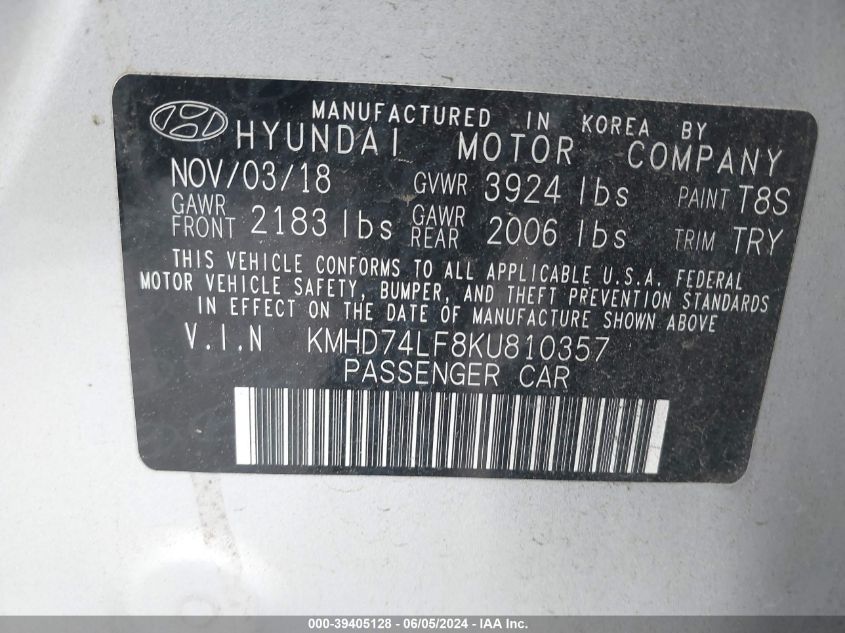 MANUFACTURED IN KOREA BY
HYUNDAI MOTOR COMPANY
NOV/03/18 GVWR 3924 lbs PAINT T8S
GAWR FRONT 2183 lbs GAWR REAR 2006 lbs TRIM TRY
THIS VEHICLE CONFORMS TO ALL APPLICABLE U.S.A. FEDERAL
MOTOR VEHICLE SAFETY, BUMPER, AND THEFT PREVENTION STANDARDS
IN EFFECT ON THE DATE OF MANUFACTURE SHOWN ABOVE
V.I.N KMHD74LF8KU810357
PASSENGER CAR
000-39405128 - 06/05/2024 - IAA Inc.